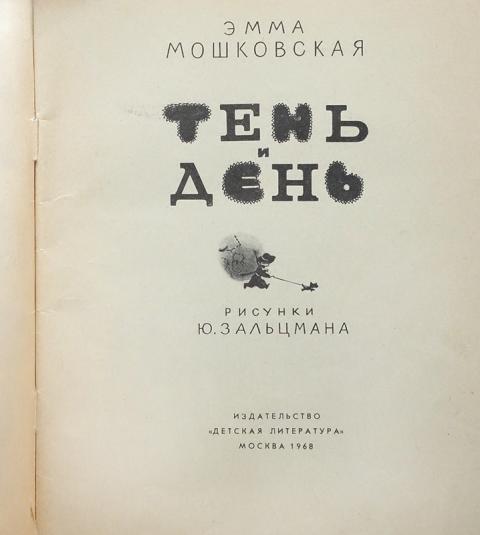 ЭММА
МОШКОВСКАЯ
ТЕНЬ
И
ДЕНЬ
РИСУНКИ
Ю. ЗАЛЬЦМАНА
ИЗДАТЕЛЬСТВО
«ДЕТСКАЯ ЛИТЕРАТУРА»
МОСКВА 1968